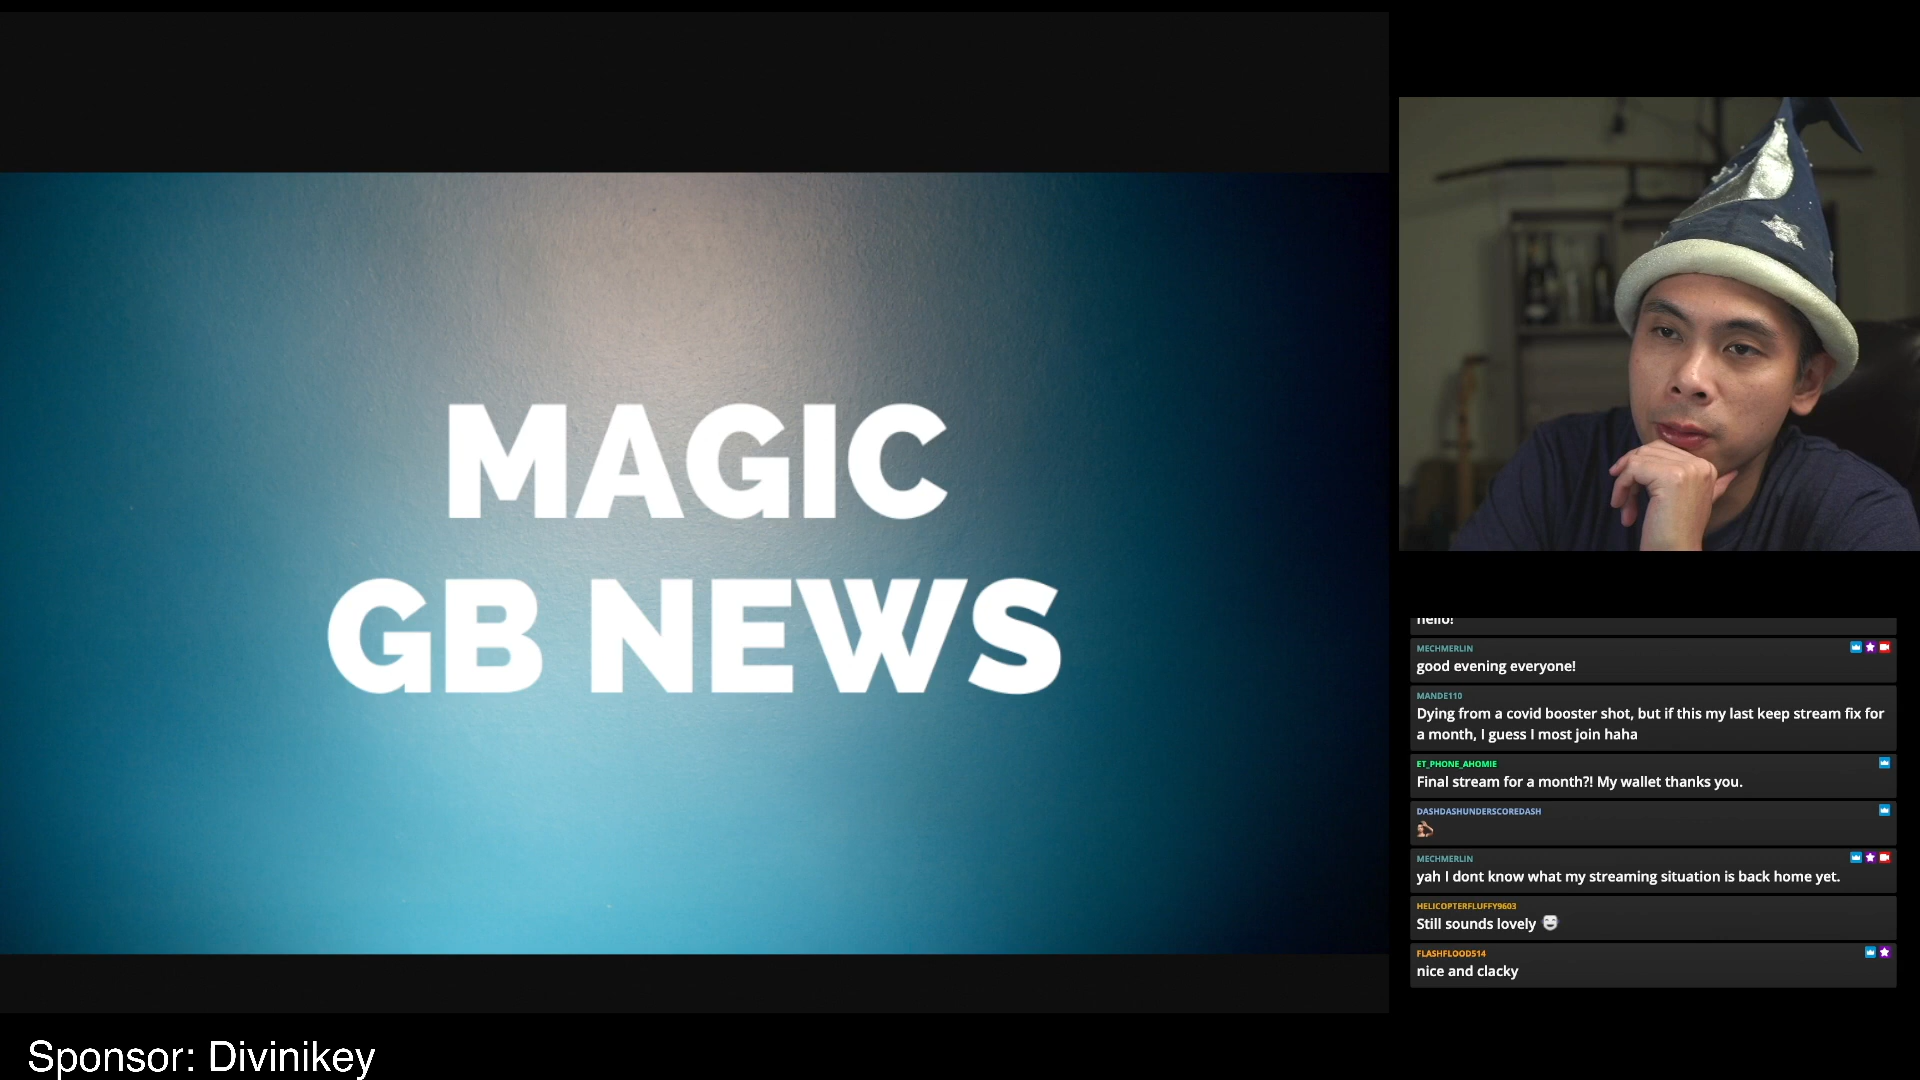 MAGIC
GB NEWS
hello!
MECHMERLIN
good evening everyone!
MANDE110
Dying from a covid booster shot, but if this my last keep stream fix for
a month, I guess I most join haha
ET_PHONE_AHOMIE
Final stream for a month?! My wallet thanks you.
DASHDASHUNDERSCOREDASH
MECHMERLIN
yah I dont know what my streaming situation is back home yet.
HELICOPTERFLUFFY9603
Still sounds lovely
FLASHFLOOD514
nice and clacky
Sponsor: Divinikey